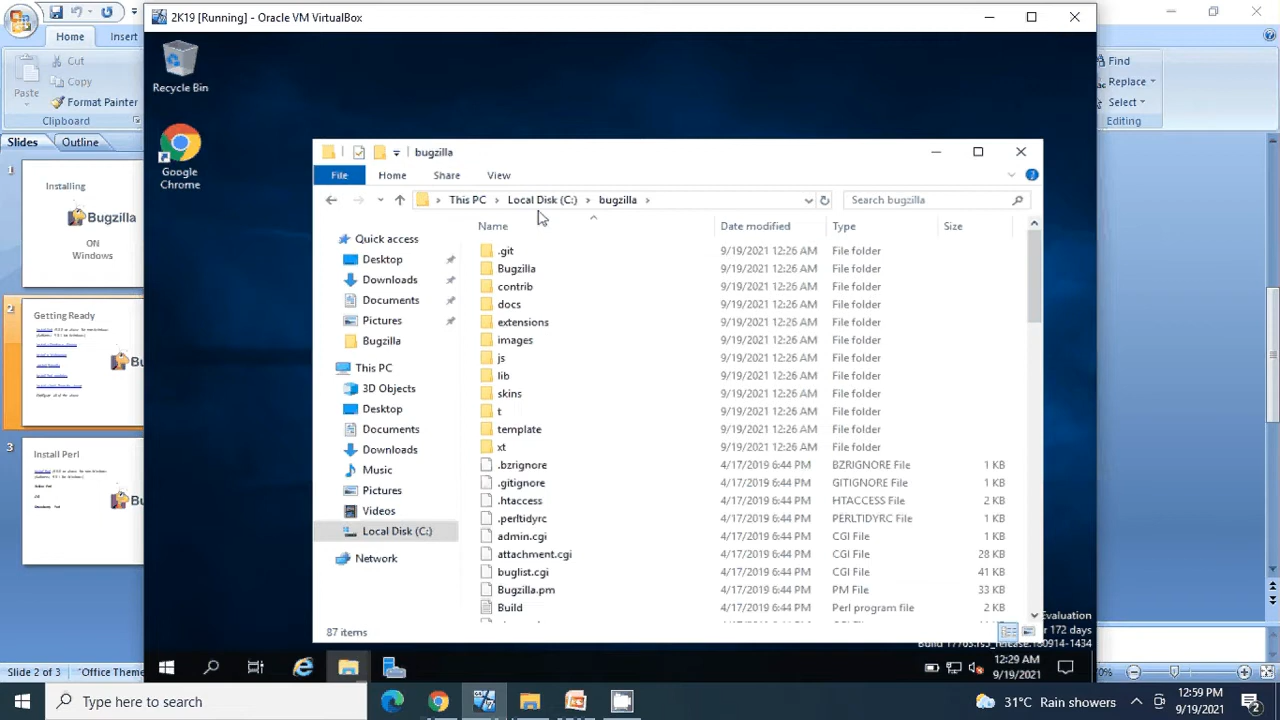 2K19 [Running] - Oracle VM VirtualBox
Home
Insert
Cut
Copy
Paste
Format Painter
Clipboard
Find
Replace
Select
Editing
Slides
Outline
1
Installing
Bugzilla
ON
Windows
2
Getting Ready
3
Install Perl
Slide 2 of 3
"Office Theme
Recycle Bin
Google
Chrome
bugzilla
File
Home
Share
View
This PC
Local Disk (C:)
bugzilla
Search bugzilla
Quick access
Desktop
Downloads
Documents
Pictures
Bugzilla
This PC
3D Objects
Desktop
Documents
Downloads
Music
Pictures
Videos
Local Disk (C:)
Network
Name Date modified Type Size
.git 9/19/2021 12:26 AM File folder
Bugzilla 9/19/2021 12:26 AM File folder
contrib 9/19/2021 12:26 AM File folder
docs 9/19/2021 12:26 AM File folder
extensions 9/19/2021 12:26 AM File folder
images 9/19/2021 12:26 AM File folder
js 9/19/2021 12:26 AM File folder
lib 9/19/2021 12:26 AM File folder
skins 9/19/2021 12:26 AM File folder
t 9/19/2021 12:26 AM File folder
template 9/19/2021 12:26 AM File folder
xt 9/19/2021 12:26 AM File folder
.bzrignore 4/17/2019 6:44 PM BZRIGNORE File 1 KB
.gitignore 4/17/2019 6:44 PM GITIGNORE File 1 KB
.htaccess 4/17/2019 6:44 PM HTACCESS File 2 KB
.perltidyrc 4/17/2019 6:44 PM PERLTIDYRC File 1 KB
admin.cgi 4/17/2019 6:44 PM CGI File 1 KB
attachment.cgi 4/17/2019 6:44 PM CGI File 28 KB
buglist.cgi 4/17/2019 6:44 PM CGI File 41 KB
Bugzilla.pm 4/17/2019 6:44 PM PM File 33 KB
Build 4/17/2019 6:44 PM Perl program file 2 KB
87 items
Evaluation
172 days
12:29 AM
9/19/2021
Type here to search
31°C Rain showers
12:59 PM
9/19/2021
2